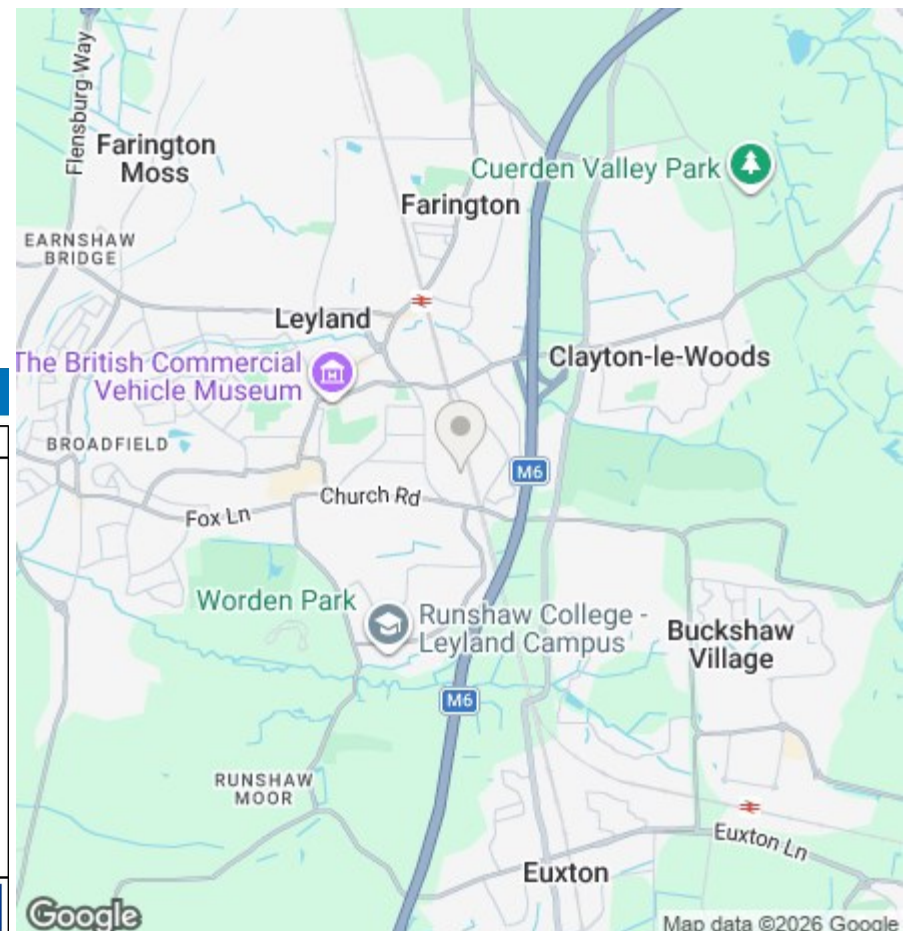 Flensburg Way
Farington
Moss
Cuerden Valley Park
Farington
EARNSHAW
BRIDGE
Leyland
The British Commercial
Vehicle Museum
Clayton-le-Woods
BROADFIELD
M6
Church Rd
Fox Ln
Worden Park
Runshaw College -
Leyland Campus
Buckshaw
Village
M6
RUNSHAW
MOOR
Euxton Ln
Euxton
Google
Map data ©2026 Google